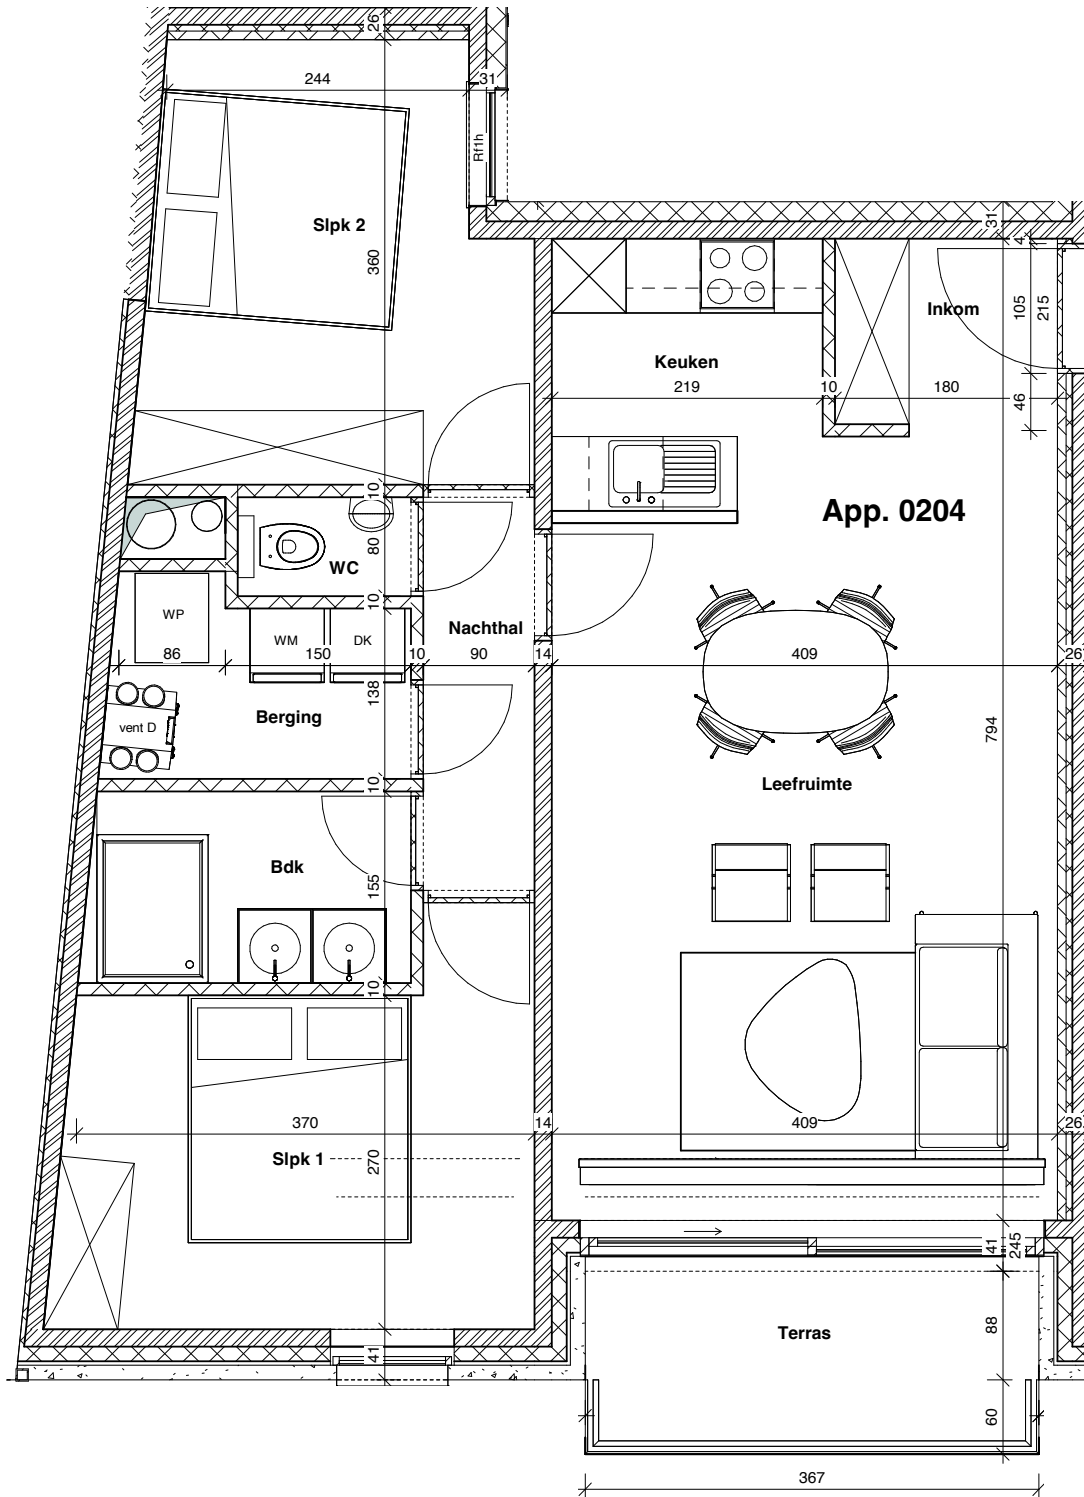 26
244
31
Rf1h
Slpk 2
360
31
4
Inkom
105
215
Keuken
219
10
180
46
10
App. 0204
80
WC
10
WP
WM
DK
Nachthal
86
150
10
90
14
409
26
138
vent D
Berging
794
10
Leefruimte
Bdk
155
10
370
14
409
26
Slpk 1
270
41
245
41
88
Terras
60
367